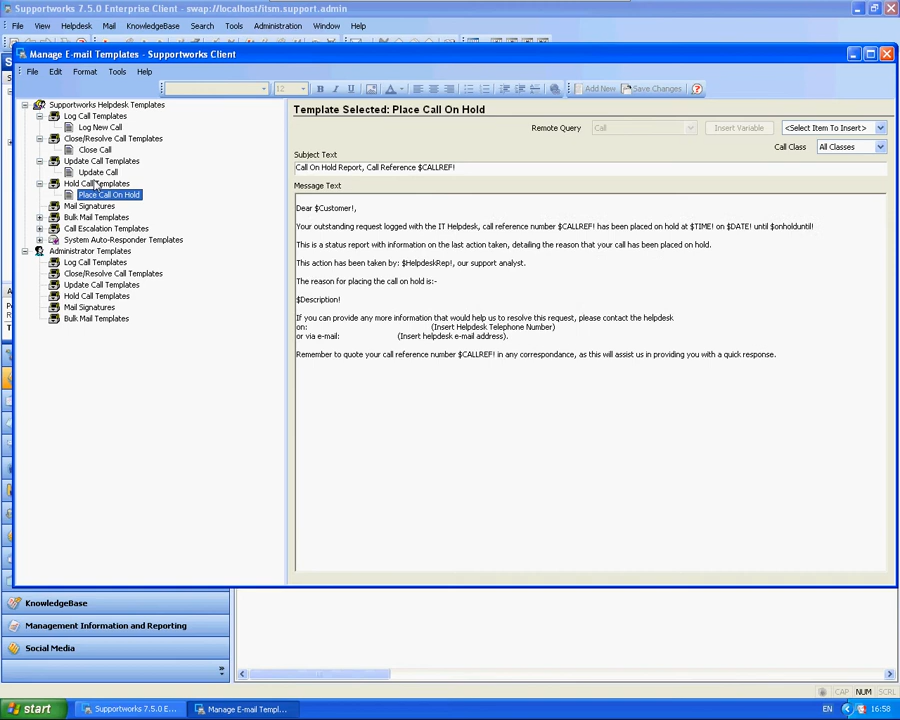 Supportworks 7.5.0 Enterprise Client - swap://localhost/itsm.support.admin
File View Helpdesk Mail KnowledgeBase Search Tools Administration Window Help
Manage E-mail Templates - Supportworks Client
File Edit Format Tools Help
12 B I U A Add New Save Changes
Supportworks Helpdesk Templates
Log Call Templates
Log New Call
Close/Resolve Call Templates
Close Call
Update Call Templates
Update Call
Hold Call Templates
Place Call On Hold
Mail Signatures
Bulk Mail Templates
Call Escalation Templates
System Auto-Responder Templates
Administrator Templates
Log Call Templates
Close/Resolve Call Templates
Update Call Templates
Hold Call Templates
Mail Signatures
Bulk Mail Templates
Template Selected: Place Call On Hold
Remote Query Call Insert Variable <Select Item To Insert>
Call Class All Classes
Subject Text
Call On Hold Report, Call Reference $CALLREF!
Message Text
Dear $Customer!,
Your outstanding request logged with the IT Helpdesk, call reference number $CALLREF! has been placed on hold at $TIME! on $DATE! until $onholduntil!
This is a status report with information on the last action taken, detailing the reason that your call has been placed on hold.
This action has been taken by: $HelpdeskRep!, our support analyst.
The reason for placing the call on hold is:-
$Description!
If you can provide any more information that would help us to resolve this request, please contact the helpdesk
on: (Insert Helpdesk Telephone Number)
or via e-mail: (Insert helpdesk e-mail address).
Remember to quote your call reference number $CALLREF! in any correspondance, as this will assist us in providing you with a quick response.
KnowledgeBase
Management Information and Reporting
Social Media
CAP NUM SCRL
start Supportworks 7.5.0 E... Manage E-mail Templ... EN 16:58